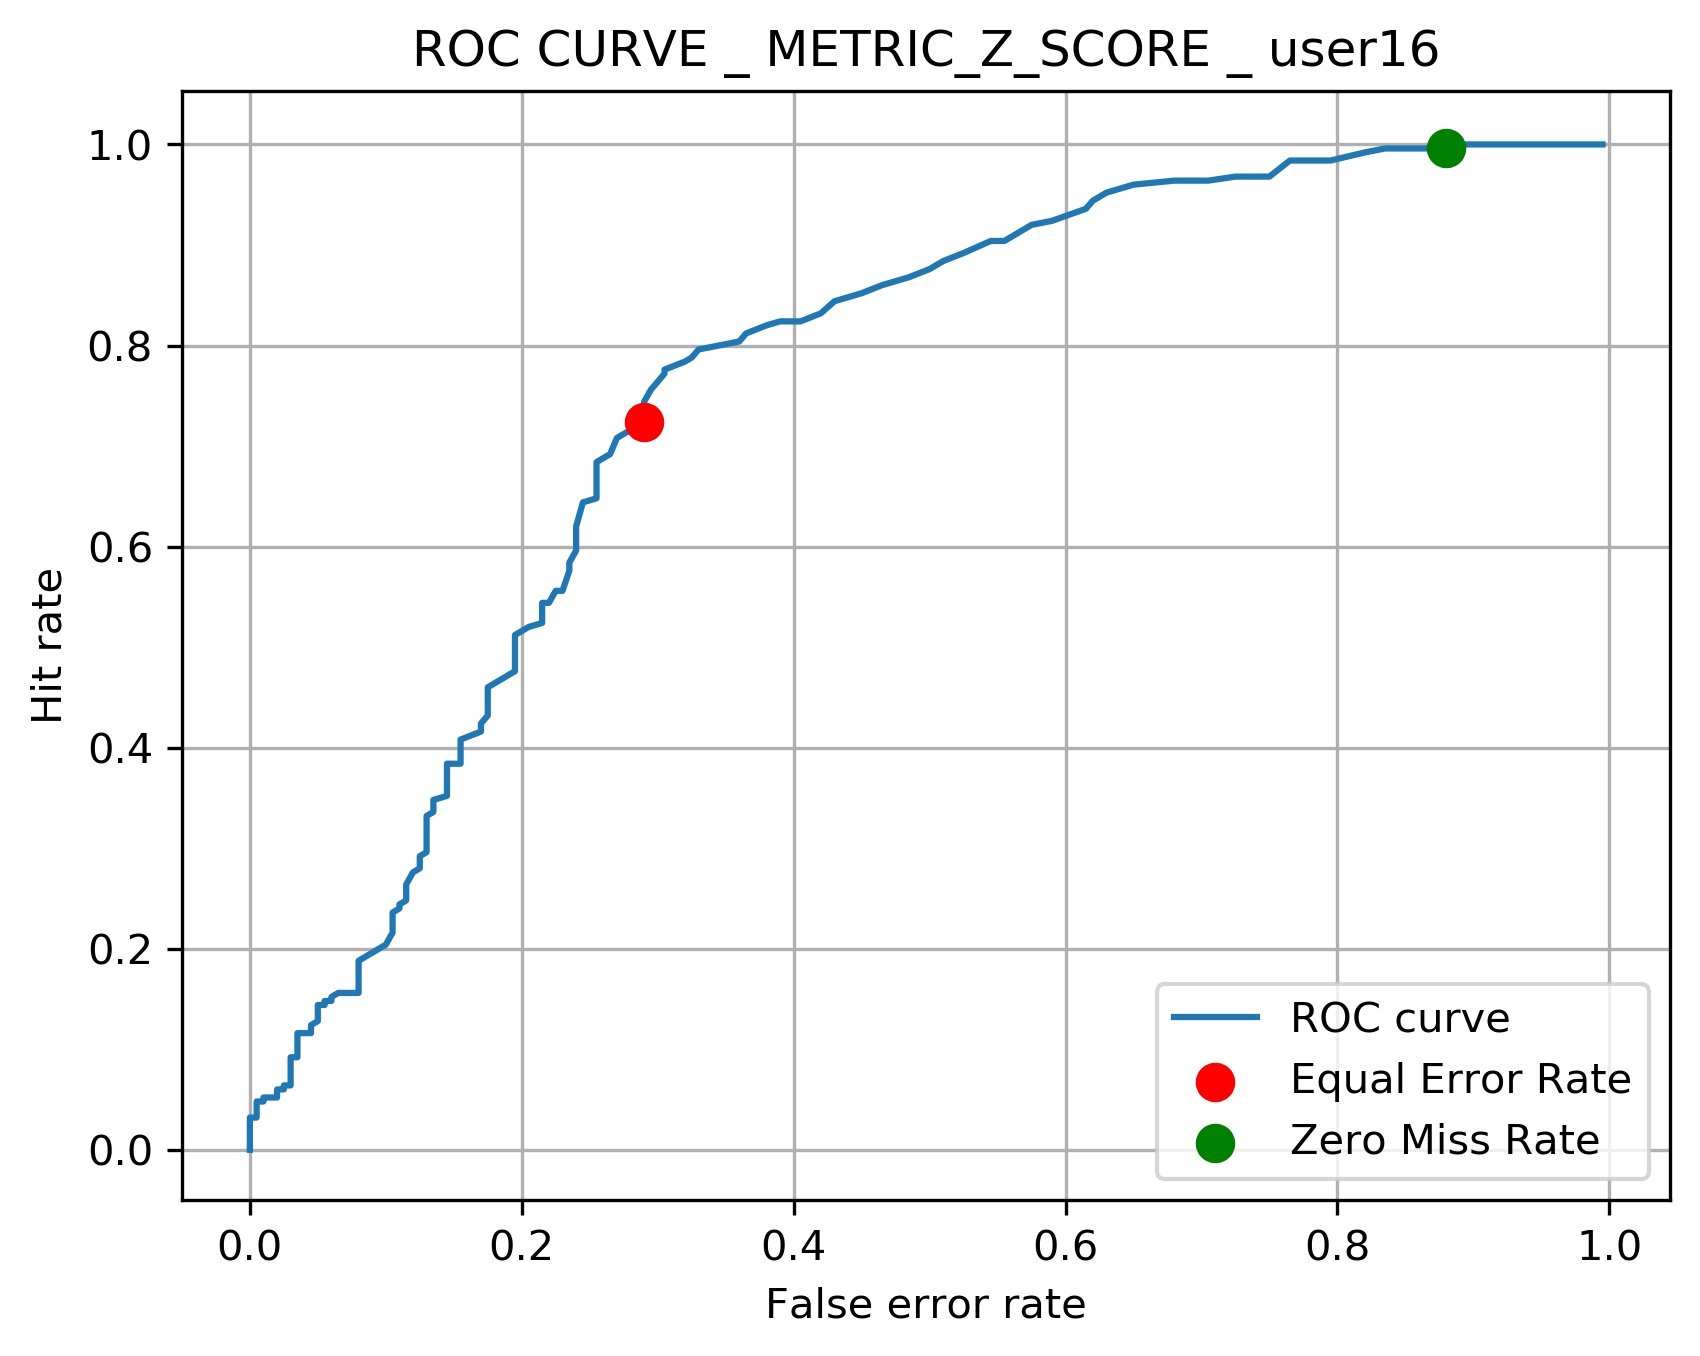 ROC CURVE _ METRIC_Z_SCORE _ user16
1.0
0.8
0.6
0.4
0.2
0.0
Hit rate
ROC curve
Equal Error Rate
Zero Miss Rate
0.0 0.2 0.4 0.6 0.8 1.0
False error rate